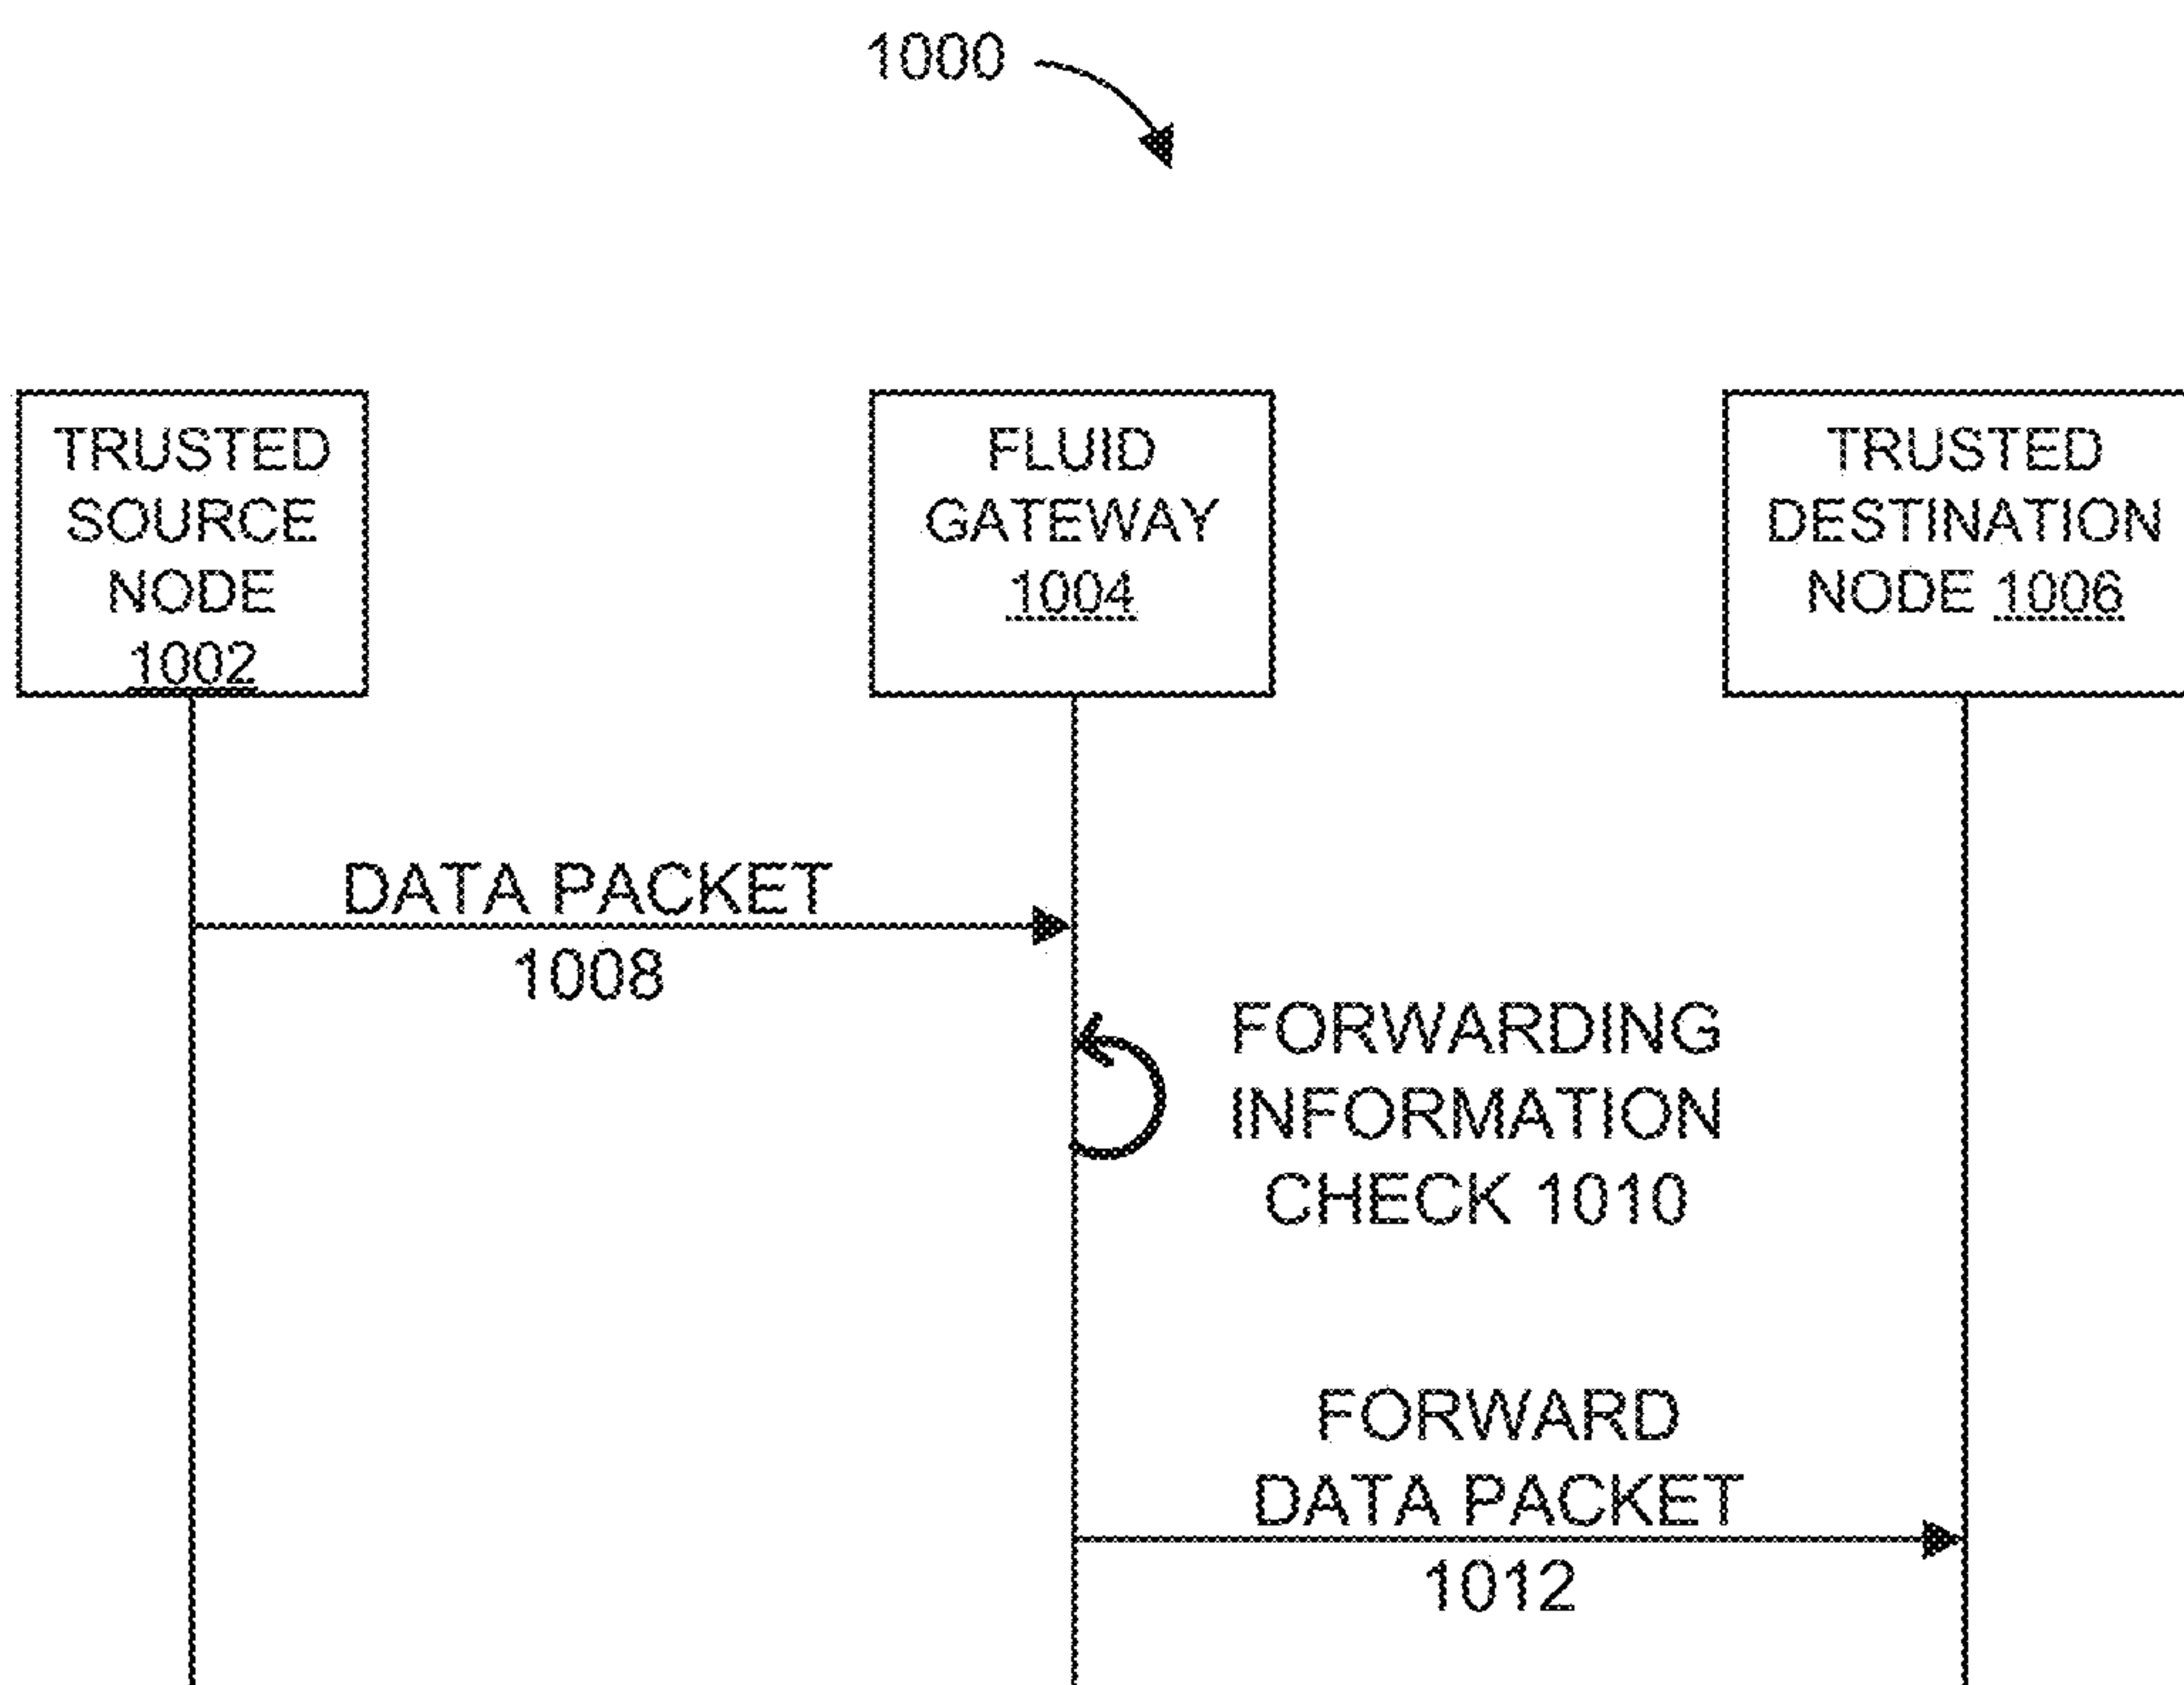 1000
TRUSTED
SOURCE
NODE
1002
FLUID
GATEWAY
1004
TRUSTED
DESTINATION
NODE 1006
DATA PACKET
1008
FORWARDING
INFORMATION
CHECK 1010
FORWARD
DATA PACKET
1012